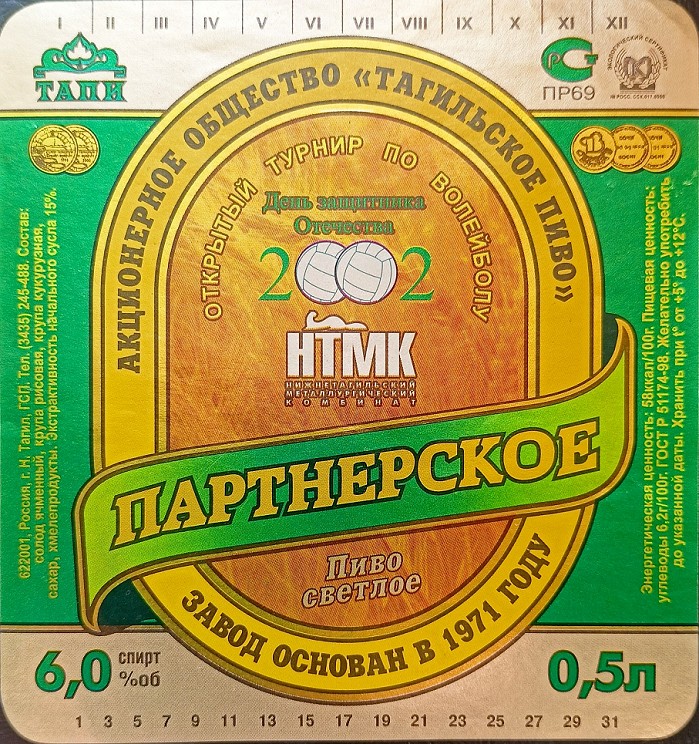 I II III IV V VI VII VIII IX X XI XII
ТАПИ
РСТ
ПР69
ЭКОЛОГИЧЕСКИЙ СЕРТИФИКАТ
АКЦИОНЕРНОЕ ОБЩЕСТВО «ТАГИЛЬСКОЕ ПИВО»
ОТКРЫТЫЙ ТУРНИР ПО ВОЛЕЙБОЛУ
День защитника
Отечества
2002
НТМК
НИЖНЕТАГИЛЬСКИЙ
МЕТАЛЛУРГИЧЕСКИЙ
КОМБИНАТ
ПАРТНЕРСКОЕ
Пиво
светлое
ЗАВОД ОСНОВАН В 1971 ГОДУ
622001, Россия, г. Н. Тагил, ГСП. Тел. (3435) 245-488. Состав:
солод ячменный, крупа рисовая, крупа кукурузная,
сахар, хмелепродукты. Экстрактивность начального сусла 15%.
Энергетическая ценность: 58ккал/100г. Пищевая ценность:
углеводы 6,2г/100г. ГОСТ Р 51174-98. Желательно употребить
до указанной даты. Хранить при t° от +5° до +12°С.
6,0 спирт
%об
0,5л
1 3 5 7 9 11 13 15 17 19 21 23 25 27 29 31